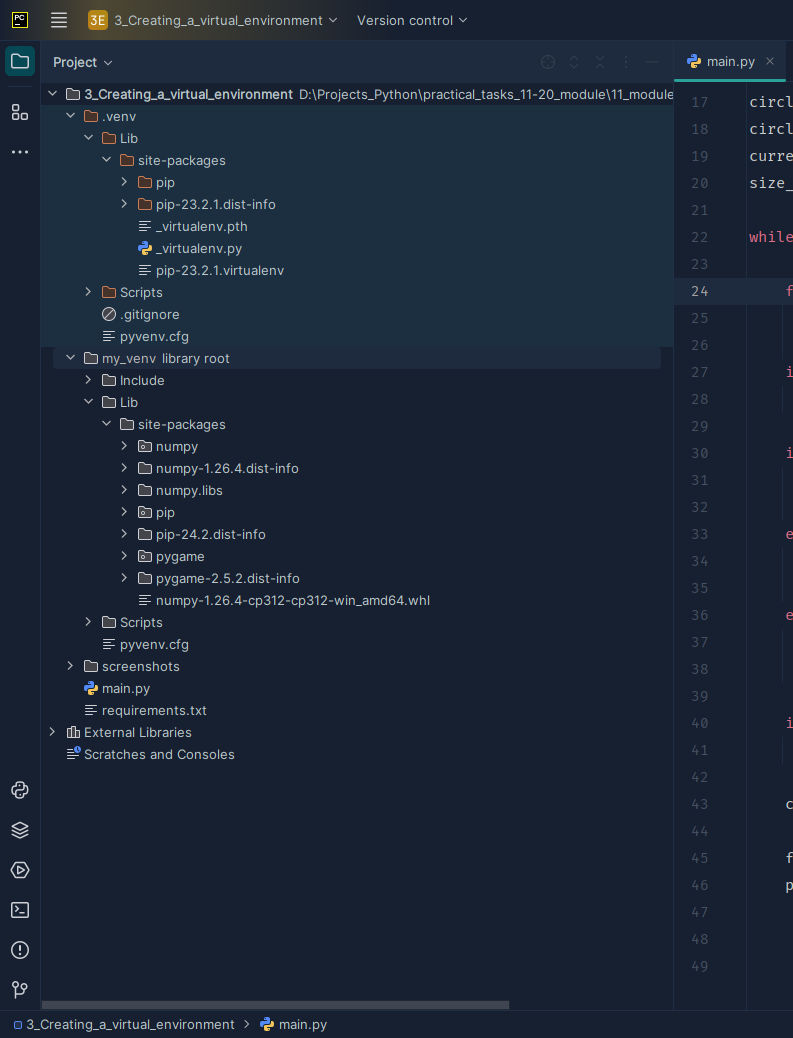 PC
3E 3_Creating_a_virtual_environment Version control
Project
main.py
3_Creating_a_virtual_environment D:\Projects_Python\practical_tasks_11-20_module\11_module
.venv
Lib
site-packages
pip
pip-23.2.1.dist-info
_virtualenv.pth
_virtualenv.py
pip-23.2.1.virtualenv
Scripts
.gitignore
pyvenv.cfg
my_venv library root
Include
Lib
site-packages
numpy
numpy-1.26.4.dist-info
numpy.libs
pip
pip-24.2.dist-info
pygame
pygame-2.5.2.dist-info
numpy-1.26.4-cp312-cp312-win_amd64.whl
Scripts
pyvenv.cfg
screenshots
main.py
requirements.txt
External Libraries
Scratches and Consoles
17 circl
18 circl
19 curre
20 size_
21
22 while
23
24 f
25
26
27 i
28
29
30 i
31
32
33 e
34
35
36 e
37
38
39
40 i
41
42
43 c
44
45 f
46 p
47
48
49
3_Creating_a_virtual_environment > main.py